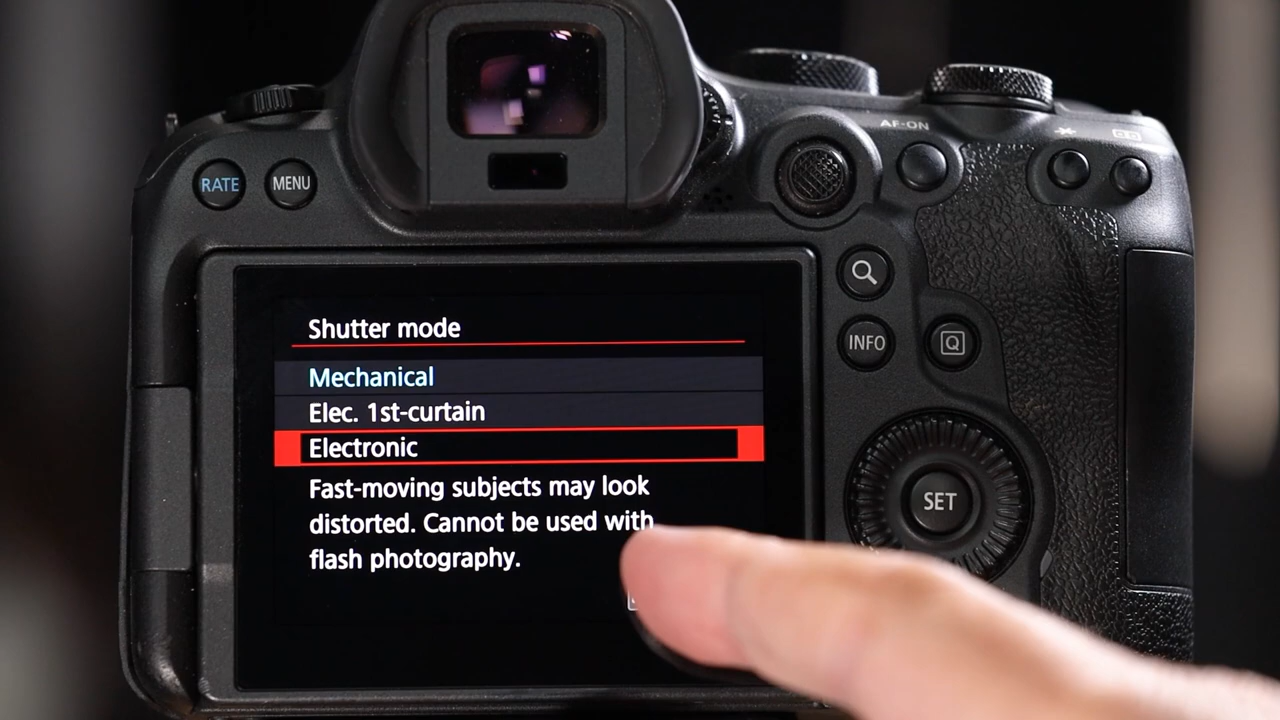 AF-ON
RATE
MENU
INFO
Q
Shutter mode
Mechanical
Elec. 1st-curtain
Electronic
Fast-moving subjects may look
distorted. Cannot be used with
flash photography.
SET